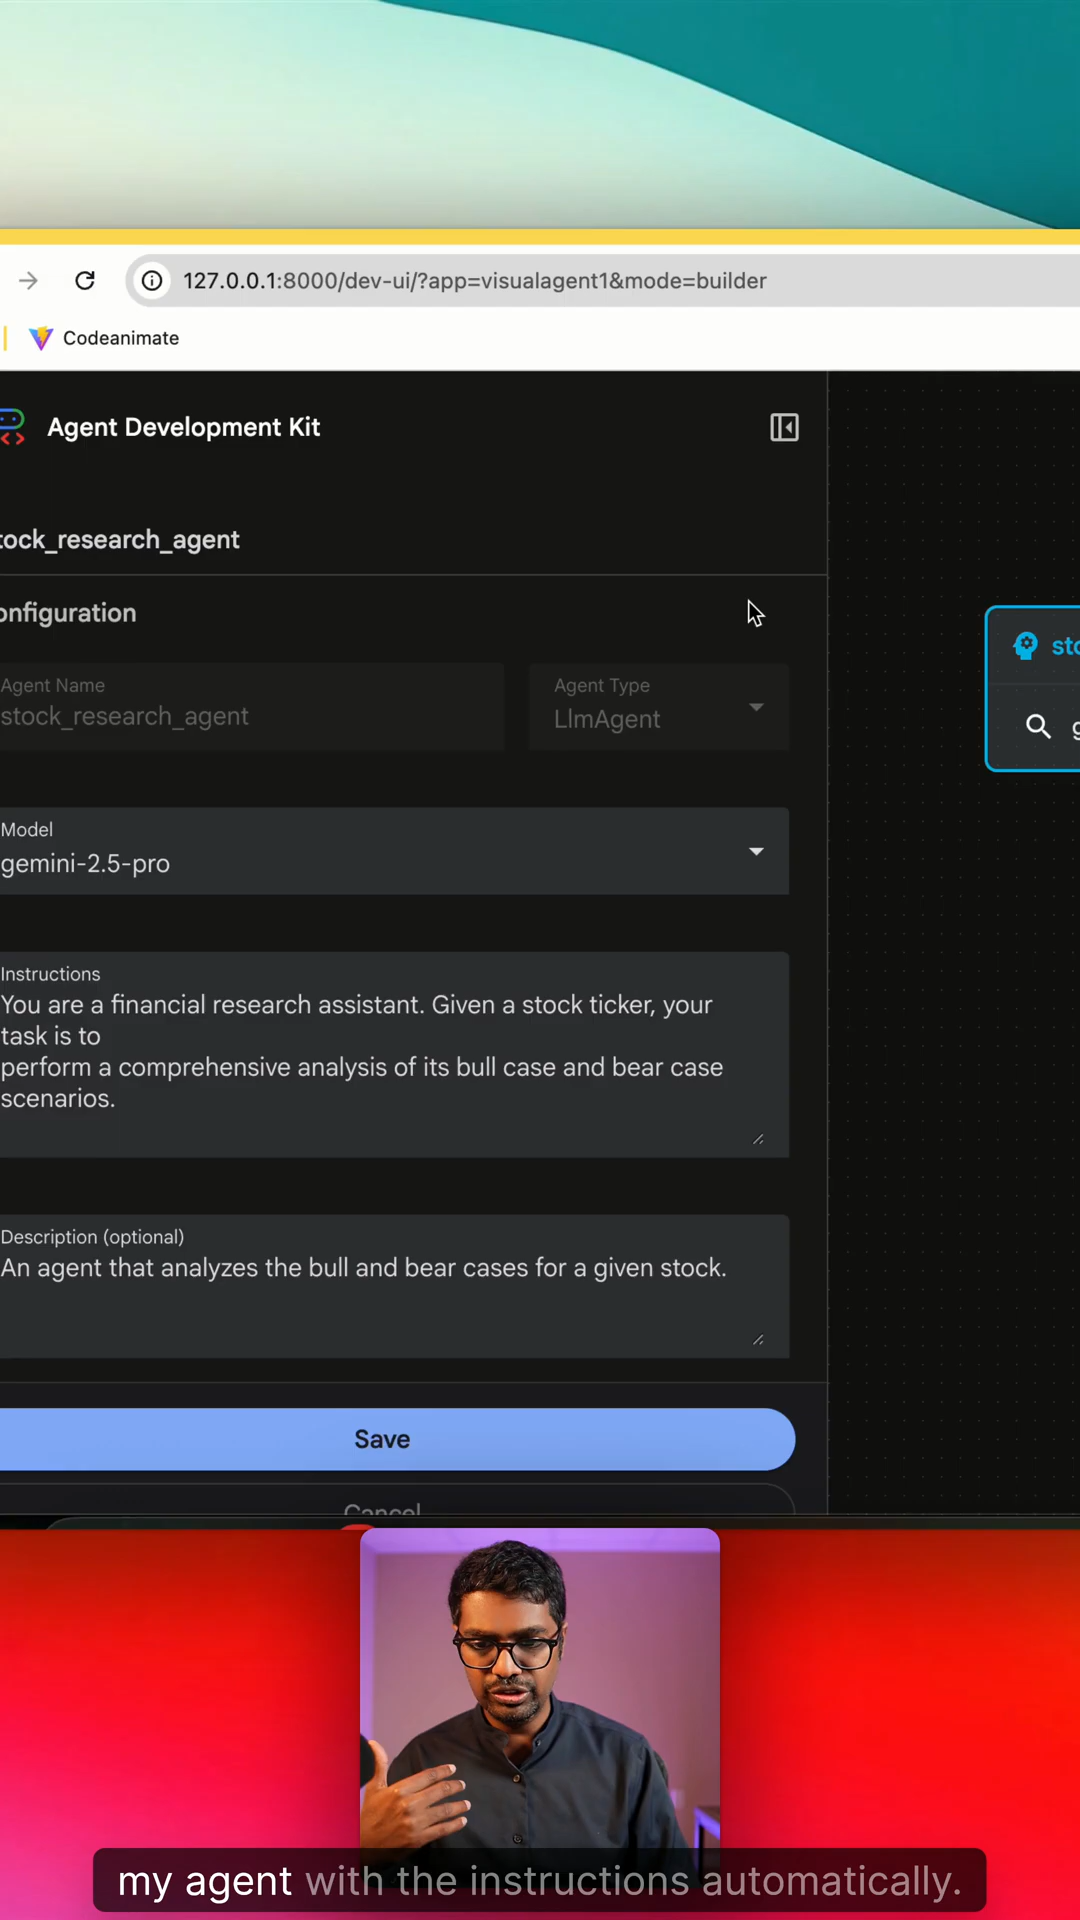 127.0.0.1:8000/dev-ui/?app=visualagent1&mode=builder
Codeanimate
Agent Development Kit
tock_research_agent
onfiguration
Agent Name
stock_research_agent
Agent Type
LlmAgent
sto
g
Model
gemini-2.5-pro
Instructions
You are a financial research assistant. Given a stock ticker, your
task is to
perform a comprehensive analysis of its bull case and bear case
scenarios.
Description (optional)
An agent that analyzes the bull and bear cases for a given stock.
Save
Cancel
my agent with the instructions automatically.